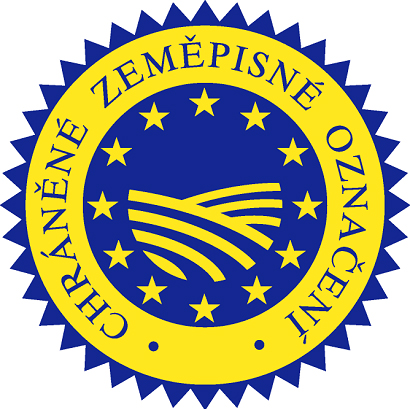 CHRÁNĚNÉ ZEMĚPISNÉ OZNAČENÍ